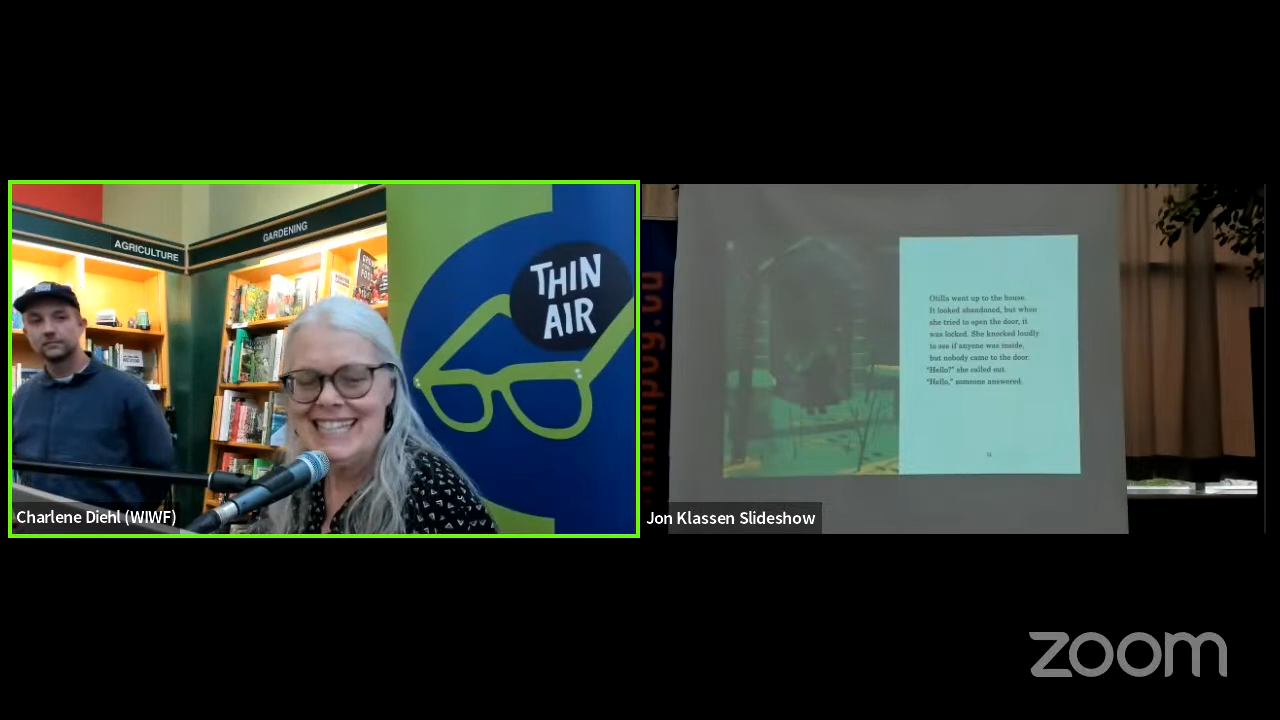 AGRICULTURE
GARDENING
THIN
AIR
Charlene Diehl (WIWF)
Otilla went up to the house.
It looked abandoned, but when
she tried to open the door, it
was locked. She knocked loudly
to see if anyone was inside,
but nobody came to the door.
"Hello?" she called out.
"Hello," someone answered.
Jon Klassen Slideshow
zoom